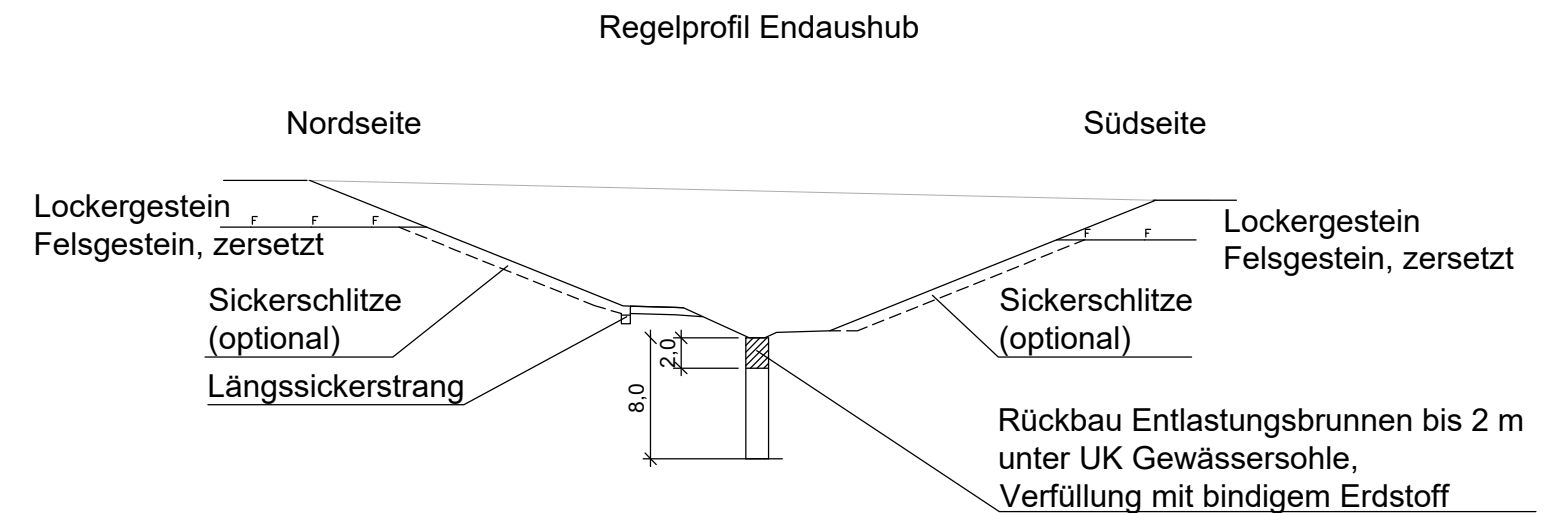 Regelprofil Endaushub
Nordseite
Südseite
Lockergestein
Felsgestein, zersetzt
F F F
Lockergestein
Felsgestein, zersetzt
F F
Sickerschlitze
(optional)
Sickerschlitze
(optional)
Längssickerstrang
2,0
8,0
Rückbau Entlastungsbrunnen bis 2 m
unter UK Gewässersohle,
Verfüllung mit bindigem Erdstoff